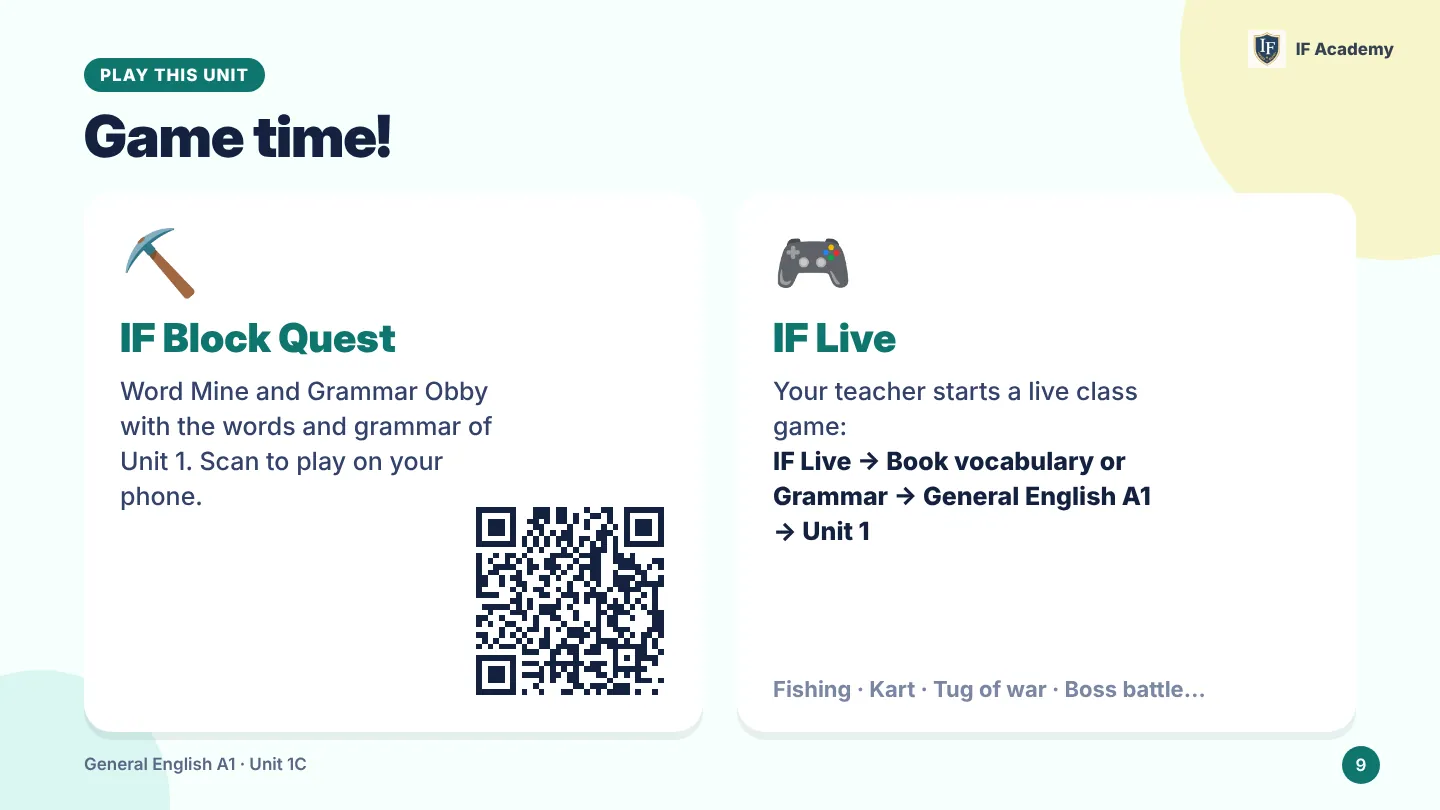 IF Academy
PLAY THIS UNIT
Game time!
IF Block Quest
Word Mine and Grammar Obby
with the words and grammar of
Unit 1. Scan to play on your
phone.
IF Live
Your teacher starts a live class
game:
IF Live → Book vocabulary or
Grammar → General English A1
→ Unit 1
Fishing · Kart · Tug of war · Boss battle...
General English A1 · Unit 1C
9